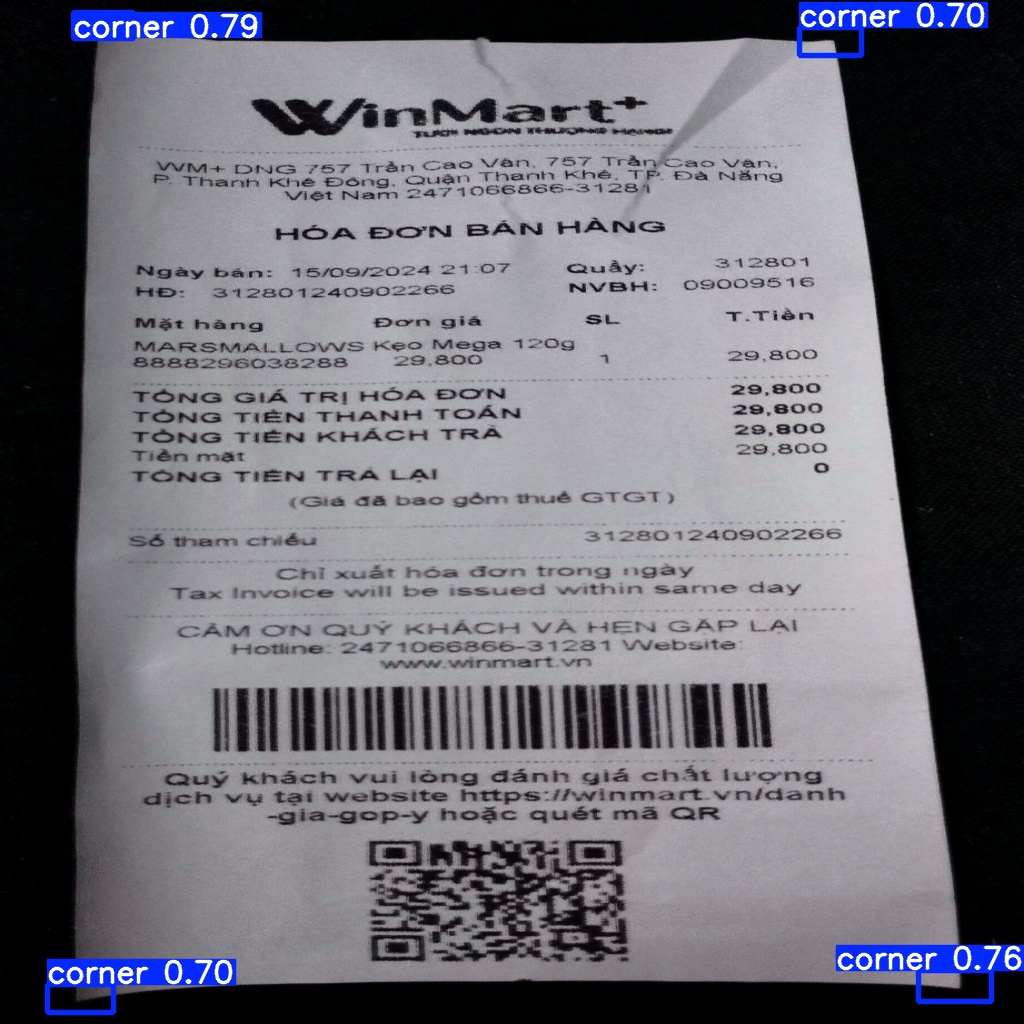 corner 0.79
corner 0.70
WinMart+
TƯƠI NGON THƯỢNG HẠNG
WM+ DNG 757 Trần Cao Vân, 757 Trần Cao Vân,
P. Thanh Khê Đông, Quận Thanh Khê, TP. Đà Nẵng
Việt Nam 2471066866-31281
HÓA ĐƠN BÁN HÀNG
Ngày bán: 15/09/2024 21:07 Quầy: 312801
HĐ: 312801240902266 NVBH: 09009516
Mặt hàng Đơn giá SL T.Tiền
MARSMALLOWS Kẹo Mega 120g
8888296038288 29,800 1 29,800
TỔNG GIÁ TRỊ HÓA ĐƠN 29,800
TỔNG TIỀN THANH TOÁN 29,800
TỔNG TIỀN KHÁCH TRẢ 29,800
Tiền mặt 29,800
TỔNG TIỀN TRẢ LẠI 0
(Giá đã bao gồm thuế GTGT)
Số tham chiếu 312801240902266
Chỉ xuất hóa đơn trong ngày
Tax Invoice will be issued within same day
CẢM ƠN QUÝ KHÁCH VÀ HẸN GẶP LẠI
Hotline: 2471066866-31281 Website:
www.winmart.vn
Quý khách vui lòng đánh giá chất lượng
dịch vụ tại website https://winmart.vn/danh
-gia-gop-y hoặc quét mã QR
corner 0.70
corner 0.76